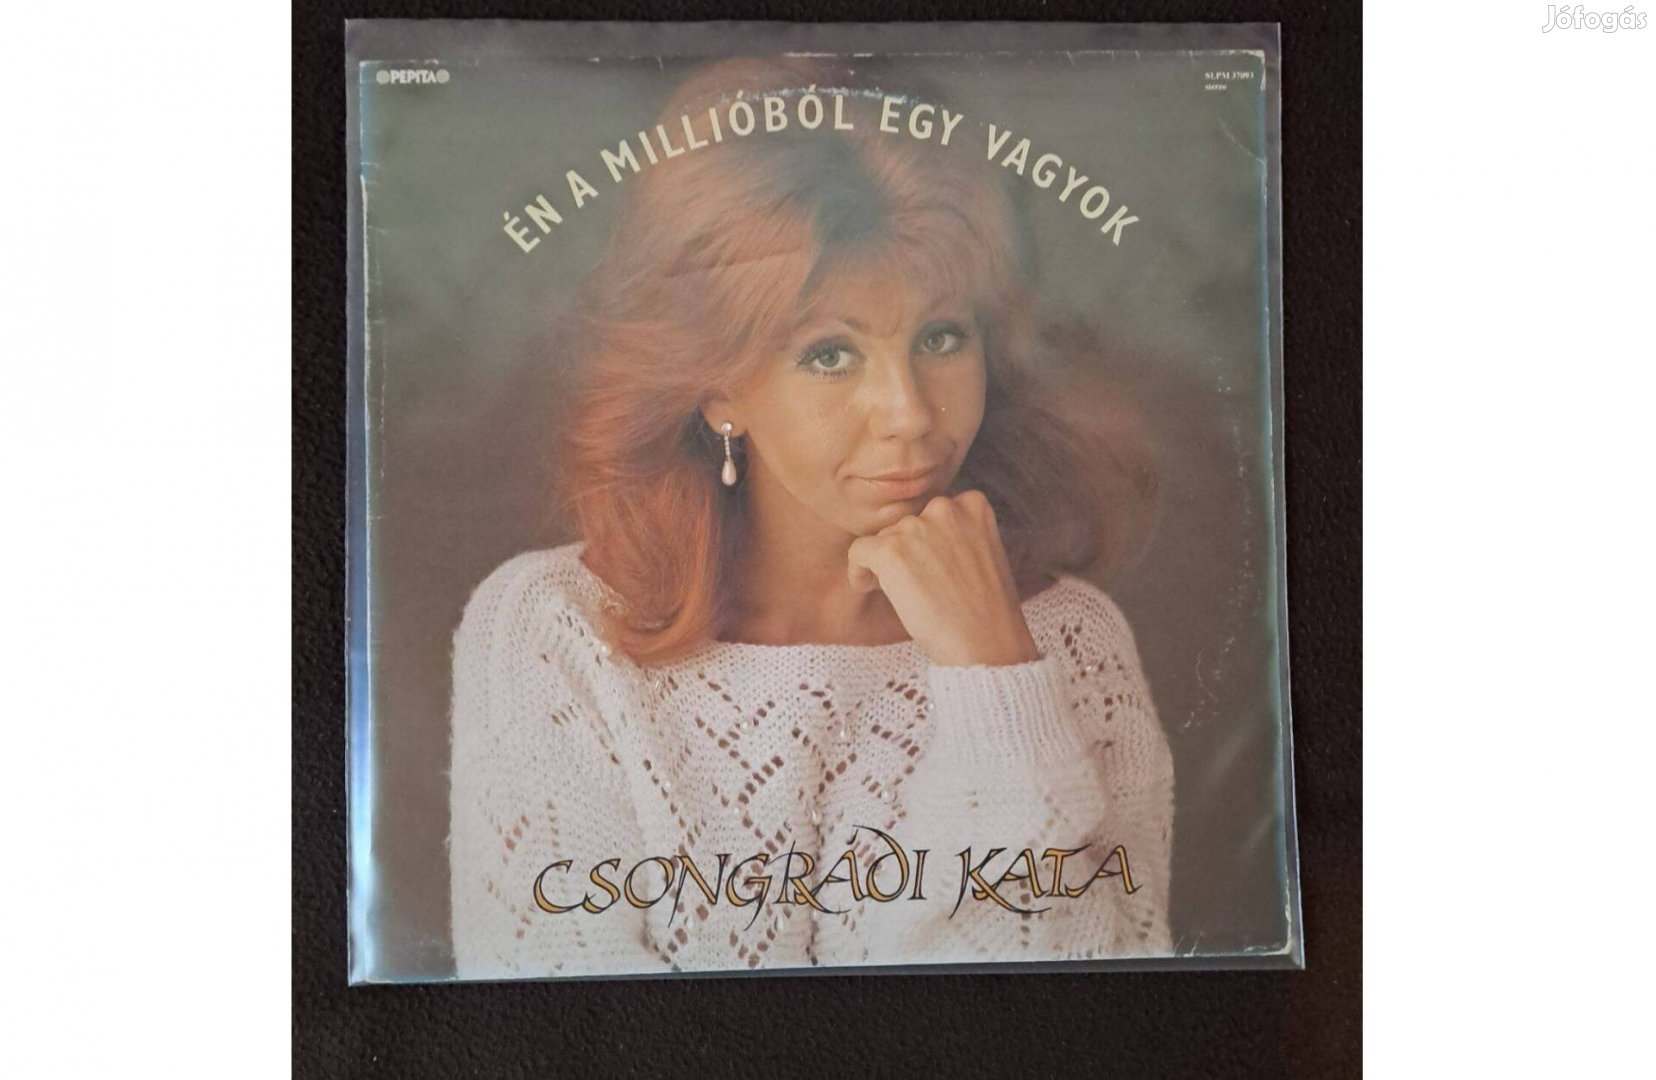 Jófogás
PEPITA
SLPM 37093
stereo
ÉN A MILLIÓBÓL EGY VAGYOK
CSONGRÁDI KATA